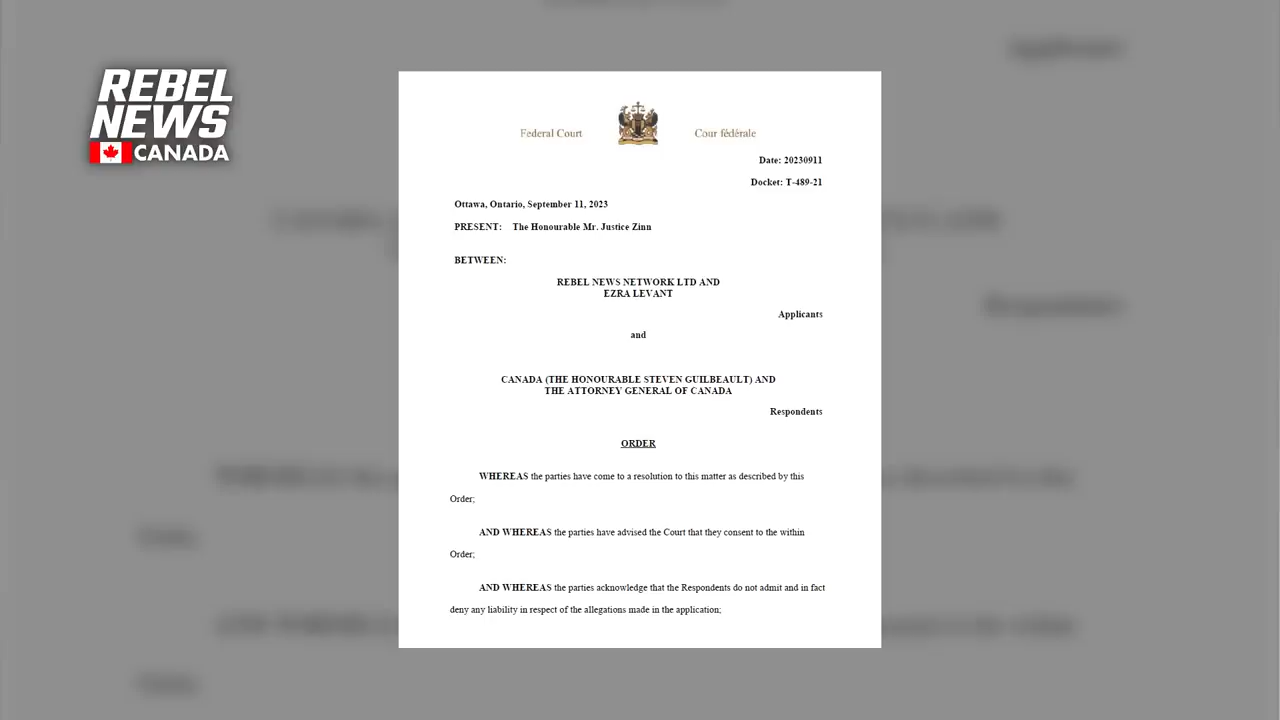 REBEL
NEWS
CANADA
Federal Court Cour fédérale
Date: 20230911
Docket: T-489-21
Ottawa, Ontario, September 11, 2023
PRESENT: The Honourable Mr. Justice Zinn
BETWEEN:
REBEL NEWS NETWORK LTD AND
EZRA LEVANT
Applicants
and
CANADA (THE HONOURABLE STEVEN GUILBEAULT) AND
THE ATTORNEY GENERAL OF CANADA
Respondents
ORDER
WHEREAS the parties have come to a resolution to this matter as described by this
Order;
AND WHEREAS the parties have advised the Court that they consent to the within
Order;
AND WHEREAS the parties acknowledge that the Respondents do not admit and in fact
deny any liability in respect of the allegations made in the application;